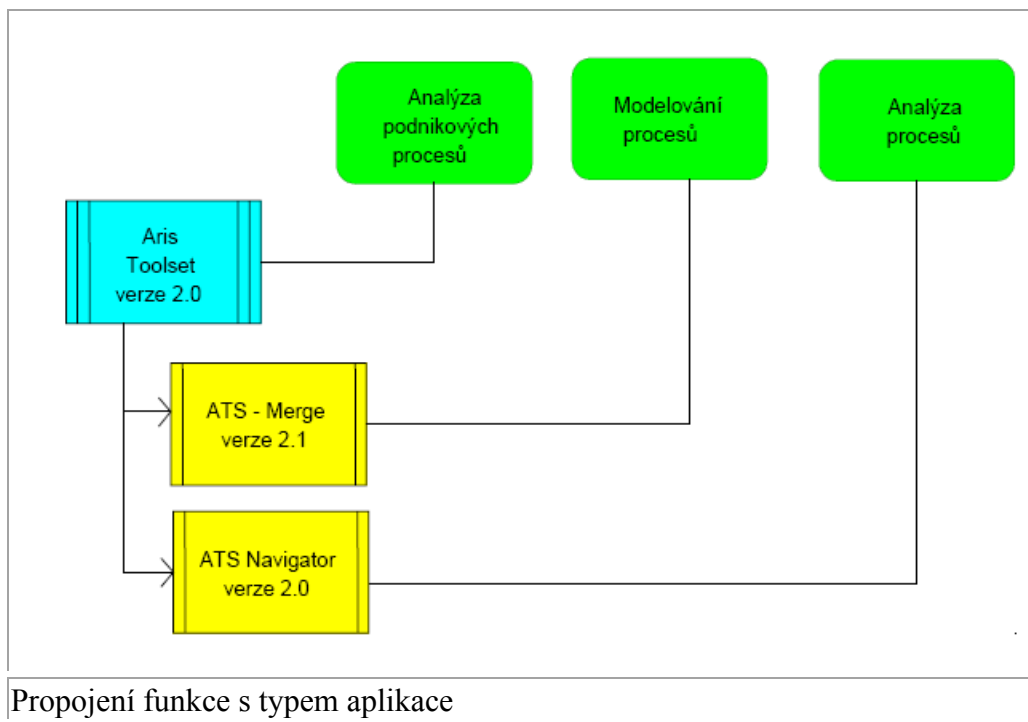 Analýza
podnikových
procesů
Modelování
procesů
Analýza
procesů
Aris
Toolset
verze 2.0
ATS - Merge
verze 2.1
ATS Navigator
verze 2.0
.
Propojení funkce s typem aplikace